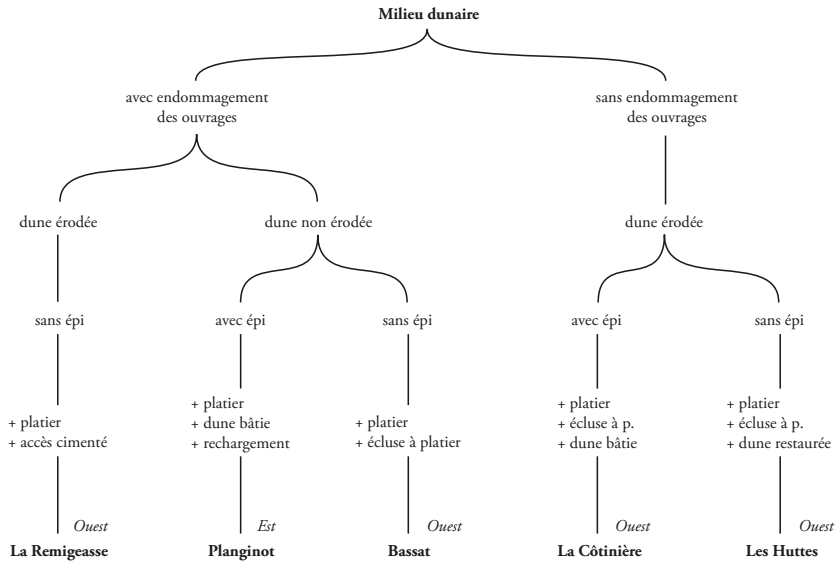 Milieu dunaire
avec endommagement
des ouvrages
sans endommagement
des ouvrages
dune érodée
dune non érodée
dune érodée
sans épi
avec épi
sans épi
avec épi
sans épi
+ platier
+ accès cimenté
+ platier
+ dune bâtie
+ rechargement
+ platier
+ écluse à platier
+ platier
+ écluse à p.
+ dune bâtie
+ platier
+ écluse à p.
+ dune restaurée
Ouest
La Remigeasse
Est
Planginot
Ouest
Bassat
Ouest
La Côtinière
Ouest
Les Huttes